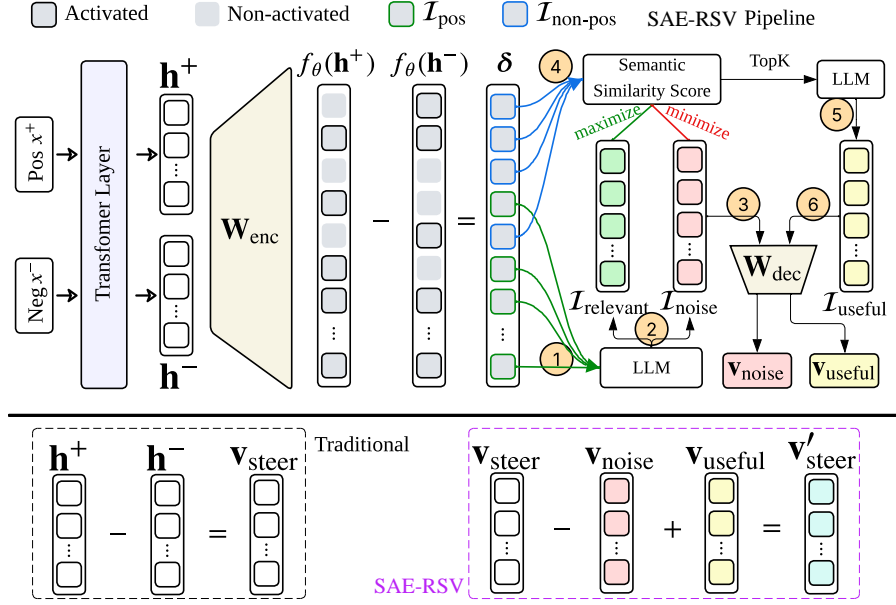 Activated Non-activated 𝓘pos 𝓘non-pos SAE-RSV Pipeline
h⁺ fθ(h⁺) fθ(h⁻) δ 4 Semantic Similarity Score TopK LLM
5
maximize minimize
Pos x⁺
Transfomer Layer
Neg x⁻
Wenc
− =
3 6
Wdec
𝓘relevant 𝓘noise 𝓘useful
2
1 LLM
h⁻
vnoise vuseful
Traditional
h⁺ − h⁻ = vsteer
vsteer − vnoise + vuseful = v′steer
SAE-RSV